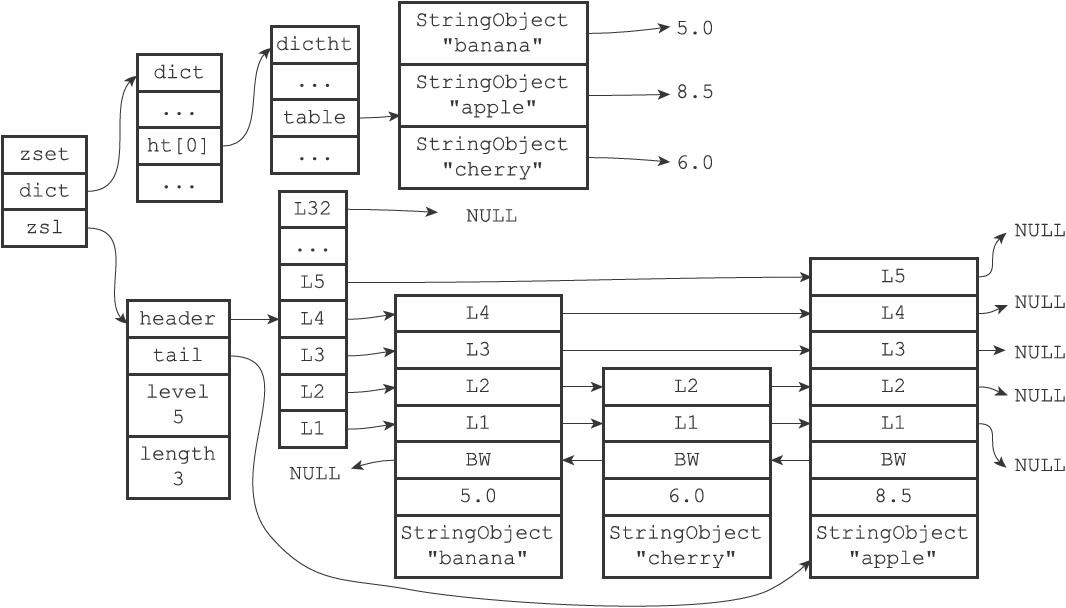 zset
dict
zsl
dict
...
ht[0]
...
dictht
...
table
...
StringObject
"banana"
StringObject
"apple"
StringObject
"cherry"
5.0
8.5
6.0
header
tail
level
5
length
3
L32
...
L5
L4
L3
L2
L1
NULL
NULL
L4
L3
L2
L1
BW
5.0
StringObject
"banana"
L2
L1
BW
6.0
StringObject
"cherry"
L5
L4
L3
L2
L1
BW
8.5
StringObject
"apple"
NULL
NULL
NULL
NULL
NULL